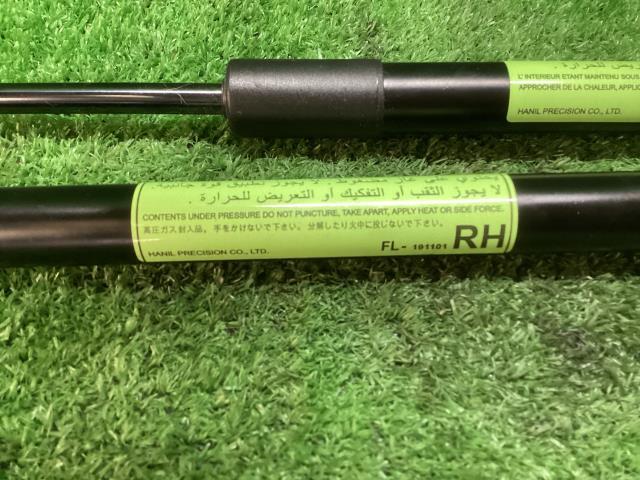 للحرارة .
L' INTERIEUR ETANT MAINTENU SOUS
APPROCHER DE LA CHALEUR, APPLIC
HANIL PRECISION CO., LTD.
لا يجوز الثقب أو التفكيك أو التعريض للحرارة .
CONTENTS UNDER PRESSURE DO NOT PUNCTURE, TAKE APART, APPLY HEAT OR SIDE FORCE.
高圧ガス封入品。手をかけないで下さい。分解したり火中に投じないで下さい。
HANIL PRECISION CO., LTD.
FL- 191101 RH